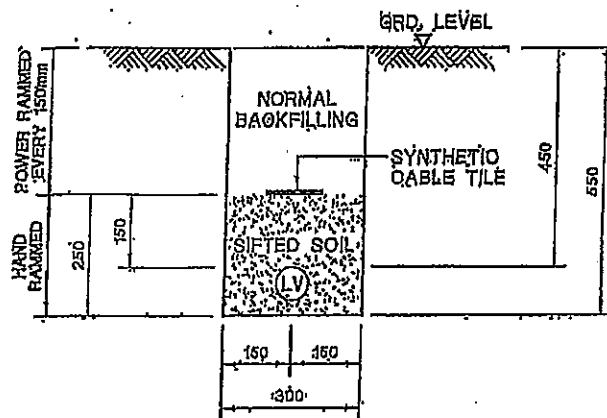 GRD. LEVEL
POWER RAMMED
EVERY 150mm
NORMAL
BACKFILLING
SYNTHETIC
CABLE TILE
450
550
HAND
RAMMED
250
150
SIFTED SOIL
LV
150 150
300